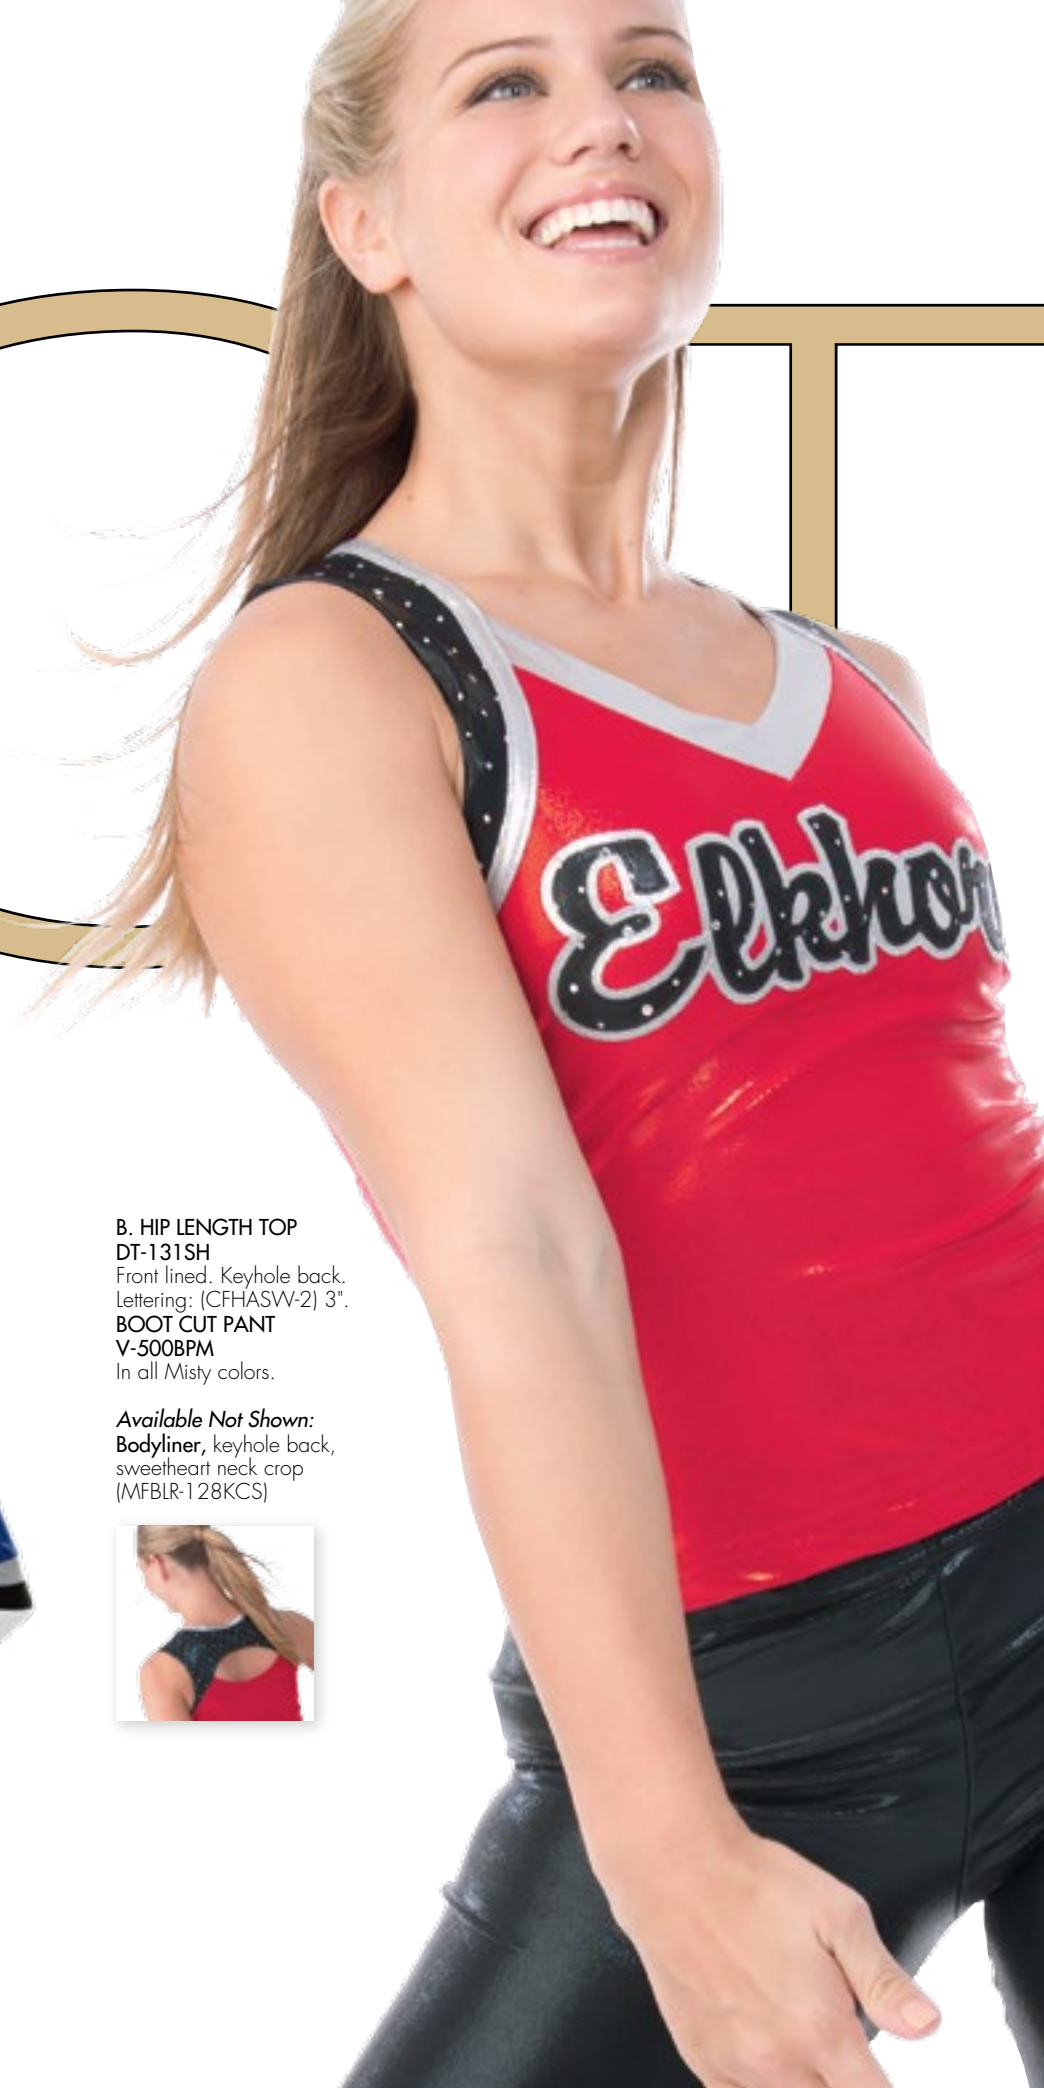 Elkhor
B. HIP LENGTH TOP
DT-131SH
Front lined. Keyhole back.
Lettering: (CFHASW-2) 3".
BOOT CUT PANT
V-500BPM
In all Misty colors.
Available Not Shown:
Bodyliner, keyhole back,
sweetheart neck crop
(MFBLR-128KCS)